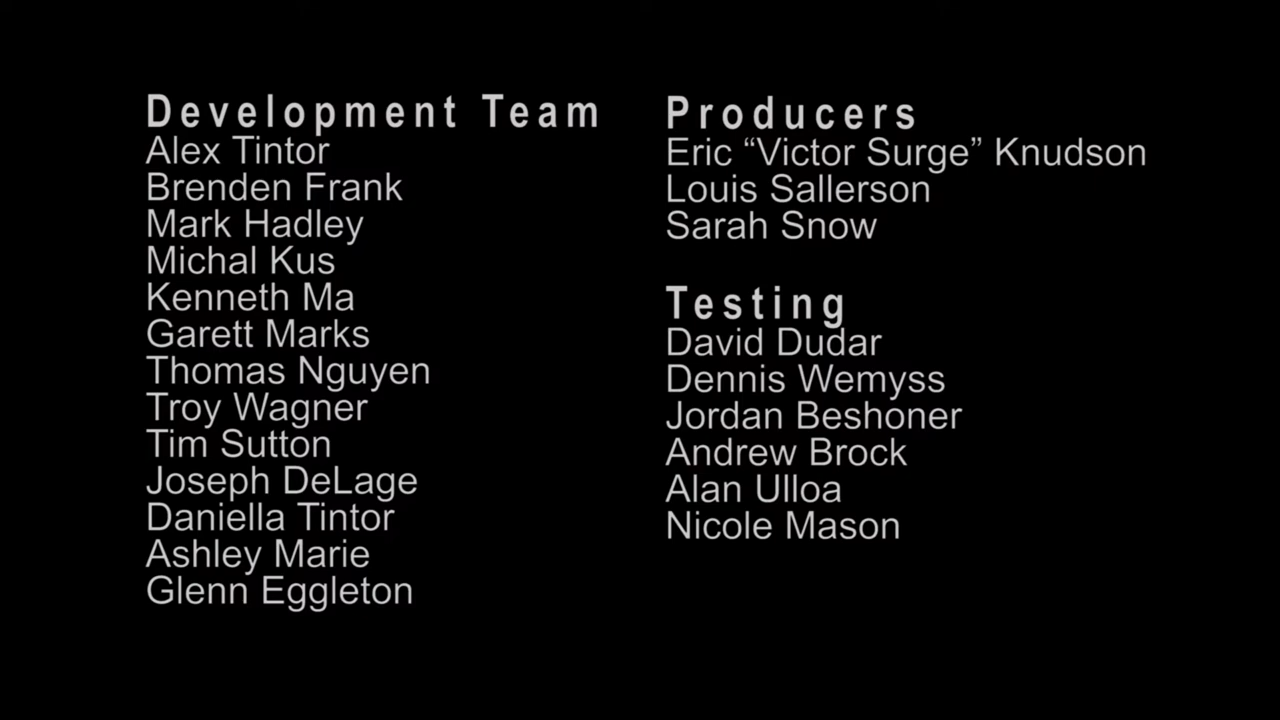 Development Team
Alex Tintor
Brenden Frank
Mark Hadley
Michal Kus
Kenneth Ma
Garett Marks
Thomas Nguyen
Troy Wagner
Tim Sutton
Joseph DeLage
Daniella Tintor
Ashley Marie
Glenn Eggleton
Producers
Eric “Victor Surge” Knudson
Louis Sallerson
Sarah Snow
Testing
David Dudar
Dennis Wemyss
Jordan Beshoner
Andrew Brock
Alan Ulloa
Nicole Mason